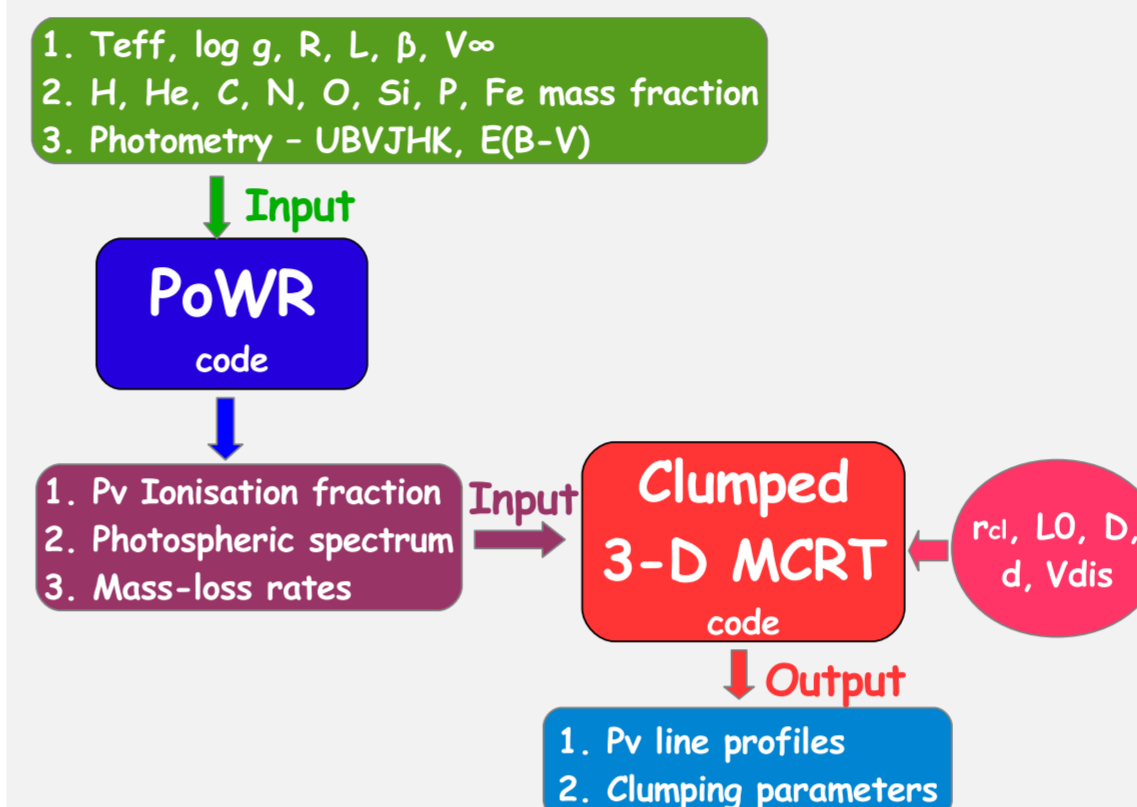 1. Teff, log g, R, L, β, V∞
2. H, He, C, N, O, Si, P, Fe mass fraction
3. Photometry – UBVJHK, E(B-V)
Input
PoWR
code
1. Pv Ionisation fraction
2. Photospheric spectrum
3. Mass-loss rates
Input
Clumped
3-D MCRT
code
rcl, L0, D,
d, Vdis
Output
1. Pv line profiles
2. Clumping parameters